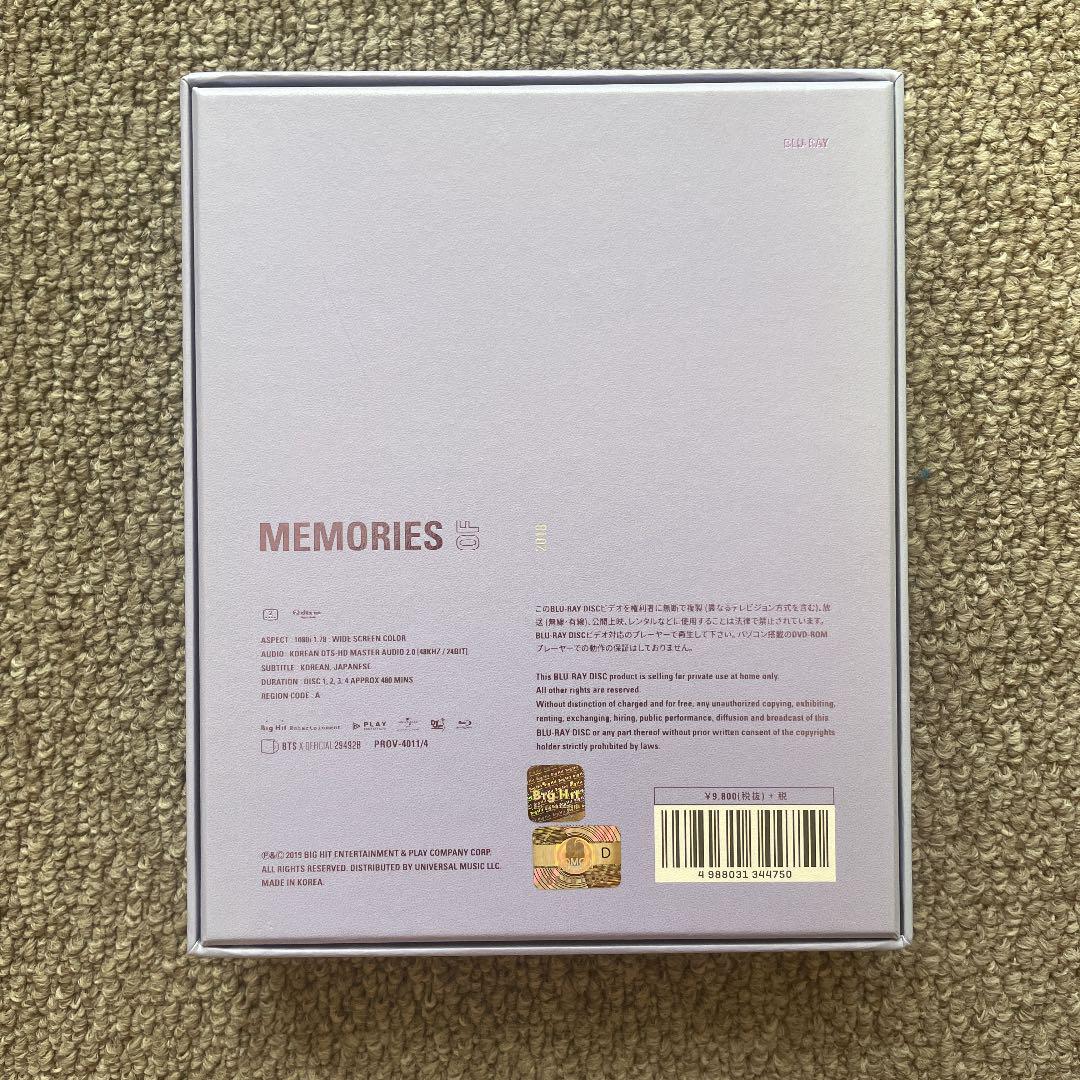 BLU-RAY
MEMORIES OF 2018
2 dts-HD
ASPECT : 1080i 1.78 : WIDE SCREEN COLOR
AUDIO : KOREAN DTS-HD MASTER AUDIO 2.0 [48KHZ / 24BIT]
SUBTITLE : KOREAN, JAPANESE
DURATION : DISC 1, 2, 3, 4 APPROX 480 MINS
REGION CODE : A
Big Hit Entertainment PLAY
BTS X OFFICIAL 29492B PROV-4011/4
℗&© 2019 BIG HIT ENTERTAINMENT & PLAY COMPANY CORP.
ALL RIGHTS RESERVED. DISTRIBUTED BY UNIVERSAL MUSIC LLC.
MADE IN KOREA.
このBLU-RAY DISCビデオを権利者に無断で複製(異なるテレビジョン方式を含む)、放
送(無線・有線)、公開上映、レンタルなどに使用することは法律で禁止されています。
BLU-RAY DISCビデオ対応のプレーヤーで再生して下さい。パソコン搭載のDVD-ROM
プレーヤーでの動作の保証はしておりません。
This BLU-RAY DISC product is selling for private use at home only.
All other rights are reserved.
Without distinction of charged and for free, any unauthorized copying, exhibiting,
renting, exchanging, hiring, public performance, diffusion and broadcast of this
BLU-RAY DISC or any part thereof without prior written consent of the copyrights
holder strictly prohibited by laws.
Big Hit
D
¥9,800(税抜)+税
4 988031 344750